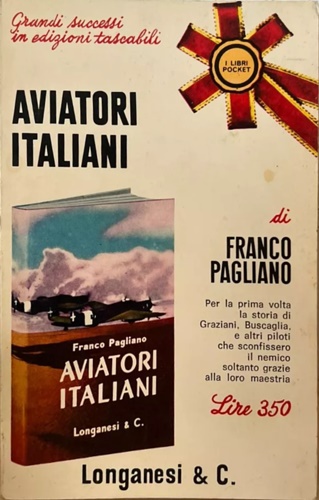 Grandi successi
in edizioni tascabili
I LIBRI
POCKET
AVIATORI
ITALIANI
di
FRANCO
PAGLIANO
Per la prima volta
la storia di
Graziani, Buscaglia,
e altri piloti
che sconfissero
il nemico
soltanto grazie
alla loro maestria
Lire 350
Franco Pagliano
AVIATORI
ITALIANI
Longanesi & C.
Longanesi & C.